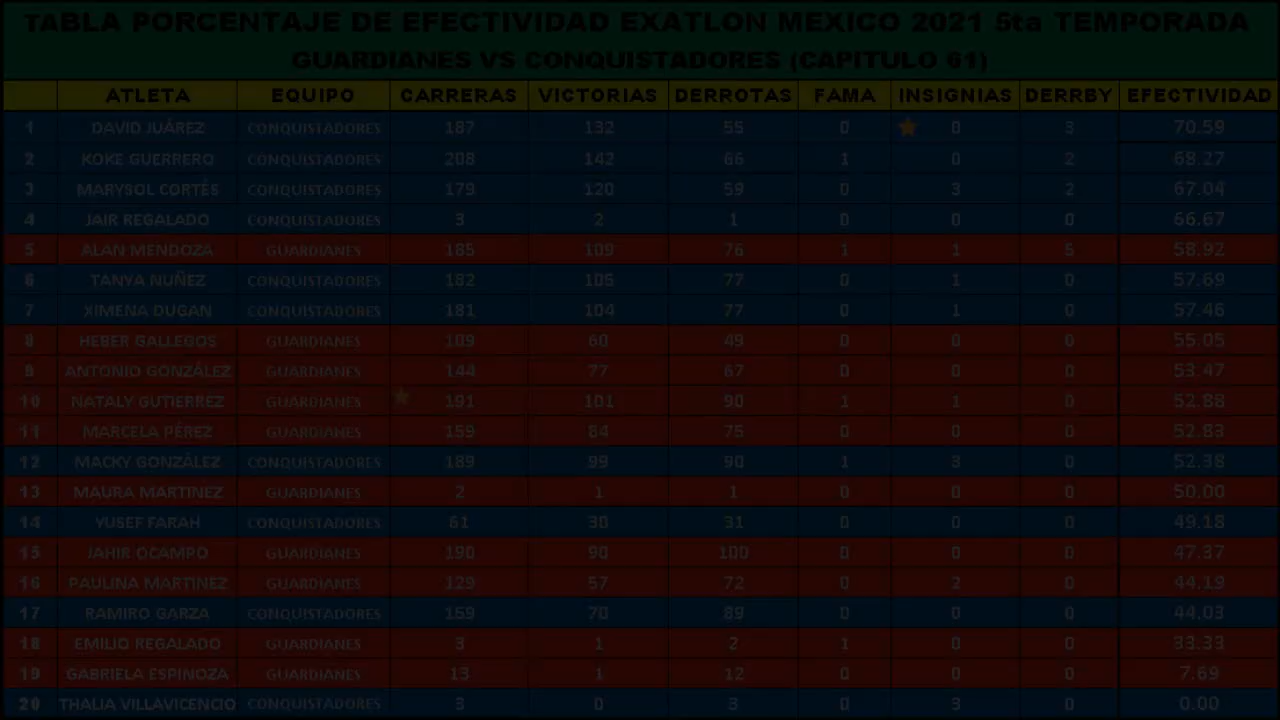 TABLA PORCENTAJE DE EFECTIVIDAD EXATLON MEXICO 2021 5ta TEMPORADA
GUARDIANES VS CONQUISTADORES (CAPITULO 61)
ATLETA EQUIPO CARRERAS VICTORIAS DERROTAS FAMA INSIGNIAS DERRBY EFECTIVIDAD
1 DAVID JUÁREZ CONQUISTADORES 187 132 55 0 0 3 70.59
2 KOKE GUERRERO CONQUISTADORES 208 142 66 1 0 2 68.27
3 MARYSOL CORTÉS CONQUISTADORES 179 120 59 0 3 2 67.04
4 JAIR REGALADO CONQUISTADORES 3 2 1 0 0 0 66.67
5 ALAN MENDOZA GUARDIANES 185 109 76 1 1 5 58.92
6 TANYA NUÑEZ CONQUISTADORES 182 105 77 0 1 0 57.69
7 XIMENA DUGAN CONQUISTADORES 181 104 77 0 1 0 57.46
8 HEBER GALLEGOS GUARDIANES 109 60 49 0 0 0 55.05
9 ANTONIO GONZÁLEZ GUARDIANES 144 77 67 0 0 0 53.47
10 NATALY GUTIERREZ GUARDIANES 191 101 90 1 1 0 52.88
11 MARCELA PÉREZ GUARDIANES 159 84 75 0 0 0 52.83
12 MACKY GONZÁLEZ CONQUISTADORES 189 99 90 1 3 0 52.38
13 MAURA MARTINEZ GUARDIANES 2 1 1 0 0 0 50.00
14 YUSEF FARAH CONQUISTADORES 61 30 31 0 0 0 49.18
15 JAHIR OCAMPO GUARDIANES 190 90 100 0 0 0 47.37
16 PAULINA MARTINEZ GUARDIANES 129 57 72 0 2 0 44.19
17 RAMIRO GARZA CONQUISTADORES 159 70 89 0 0 0 44.03
18 EMILIO REGALADO GUARDIANES 3 1 2 1 0 0 33.33
19 GABRIELA ESPINOZA GUARDIANES 13 1 12 0 0 0 7.69
20 THALIA VILLAVICENCIO CONQUISTADORES 3 0 3 0 3 0 0.00